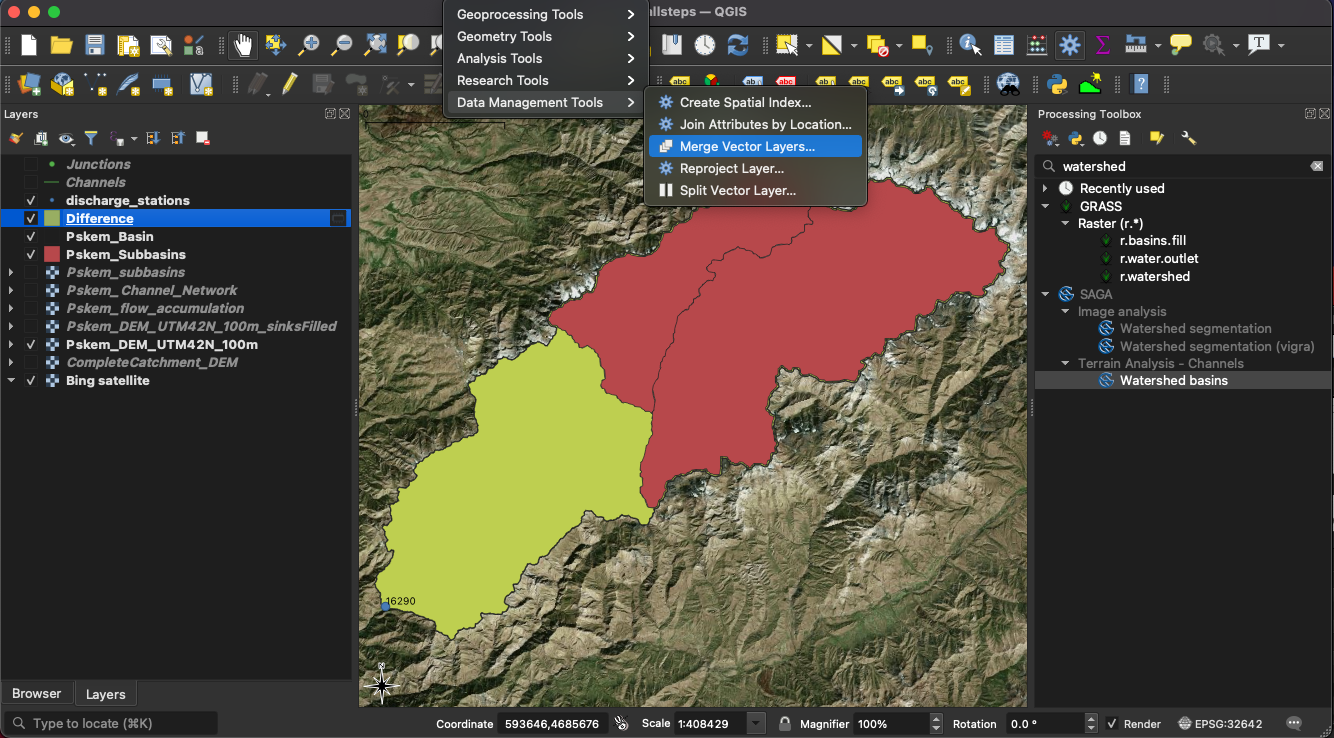 llsteps — QGIS
Geoprocessing Tools
Geometry Tools
Analysis Tools
Research Tools
Data Management Tools
Create Spatial Index...
Join Attributes by Location...
Merge Vector Layers...
Reproject Layer...
Split Vector Layer...
Layers
Junctions
Channels
discharge_stations
Difference
Pskem_Basin
Pskem_Subbasins
Pskem_subbasins
Pskem_Channel_Network
Pskem_flow_accumulation
Pskem_DEM_UTM42N_100m_sinksFilled
Pskem_DEM_UTM42N_100m
CompleteCatchment_DEM
Bing satellite
16290
N
Processing Toolbox
watershed
Recently used
GRASS
Raster (r.*)
r.basins.fill
r.water.outlet
r.watershed
SAGA
Image analysis
Watershed segmentation
Watershed segmentation (vigra)
Terrain Analysis - Channels
Watershed basins
Browser
Layers
Type to locate (⌘K)
Coordinate 593646,4685676 Scale 1:408429 Magnifier 100% Rotation 0.0 ° Render EPSG:32642